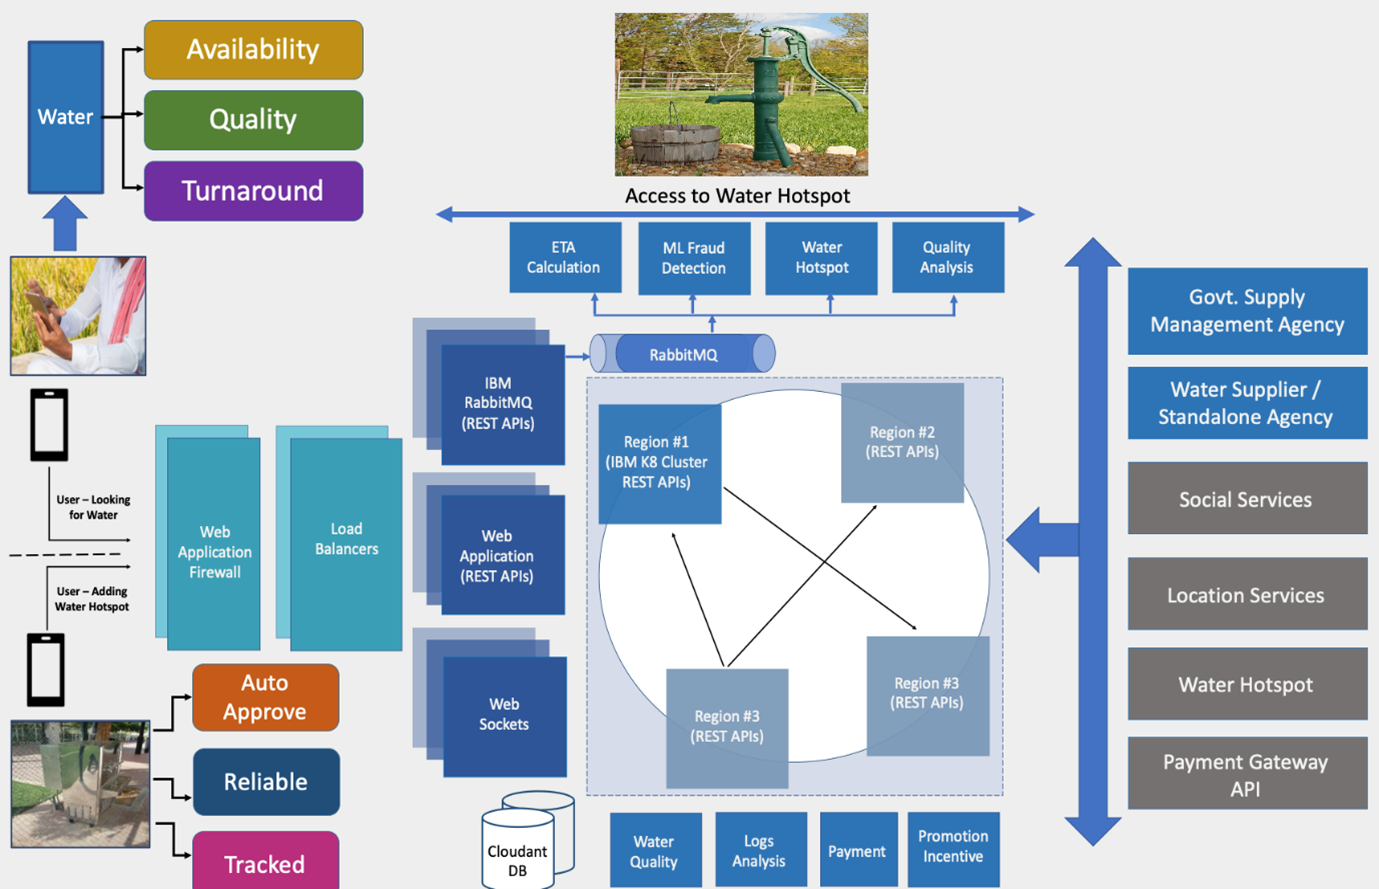 Water
Availability
Quality
Turnaround
Access to Water Hotspot
ETA
Calculation
ML Fraud
Detection
Water
Hotspot
Quality
Analysis
RabbitMQ
Govt. Supply
Management Agency
Water Supplier /
Standalone Agency
Social Services
Location Services
Water Hotspot
Payment Gateway
API
User – Looking
for Water
User – Adding
Water Hotspot
Web
Application
Firewall
Load
Balancers
IBM
RabbitMQ
(REST APIs)
Web
Application
(REST APIs)
Web
Sockets
Region #1
(IBM K8 Cluster
REST APIs)
Region #2
(REST APIs)
Region #3
(REST APIs)
Region #3
(REST APIs)
Auto
Approve
Reliable
Tracked
Cloudant
DB
Water
Quality
Logs
Analysis
Payment
Promotion
Incentive